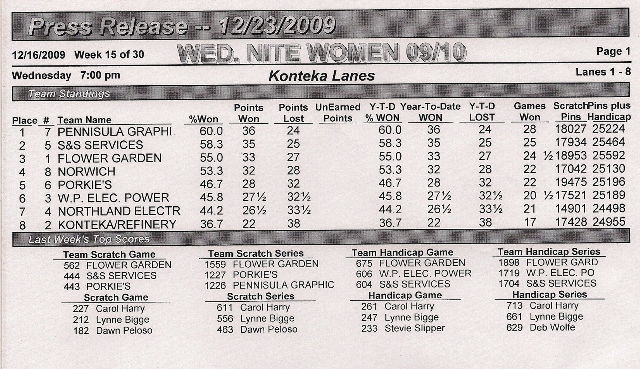 Press Release -- 12/23/2009
12/16/2009 Week 15 of 30 WED. NITE WOMEN 09/10 Page 1
Wednesday 7:00 pm Konteka Lanes Lanes 1 - 8
Team Standings
Place # Team Name %Won Points Won Points Lost UnEarned Points Y-T-D % WON Year-To-Date WON Y-T-D LOST Games Won Scratch Pins Pins plus Handicap
1 7 PENNISULA GRAPHI 60.0 36 24 60.0 36 24 28 18027 25224
2 5 S&S SERVICES 58.3 35 25 58.3 35 25 25 17934 25464
3 1 FLOWER GARDEN 55.0 33 27 55.0 33 27 24 ½ 18953 25592
4 8 NORWICH 53.3 32 28 53.3 32 28 22 17042 25130
5 6 PORKIE'S 46.7 28 32 46.7 28 32 22 19475 25196
6 3 W.P. ELEC. POWER 45.8 27½ 32½ 45.8 27½ 32½ 20 ½ 17521 25189
7 4 NORTHLAND ELECTR 44.2 26½ 33½ 44.2 26½ 33½ 21 14901 24498
8 2 KONTEKA/REFINERY 36.7 22 38 36.7 22 38 17 17428 24955
Last Week's Top Scores
Team Scratch Game Team Scratch Series Team Handicap Game Team Handicap Series
562 FLOWER GARDEN 1559 FLOWER GARDEN 675 FLOWER GARDEN 1898 FLOWER GARD
444 S&S SERVICES 1227 PORKIE'S 606 W.P. ELEC. POWER 1719 W.P. ELEC. PO
443 PORKIE'S 1226 PENNISULA GRAPHIC 604 S&S SERVICES 1704 S&S SERVICES
Scratch Game Scratch Series Handicap Game Handicap Series
227 Carol Harry 611 Carol Harry 261 Carol Harry 713 Carol Harry
212 Lynne Bigge 556 Lynne Bigge 247 Lynne Bigge 661 Lynne Bigge
182 Dawn Peloso 463 Dawn Peloso 233 Stevie Slipper 629 Deb Wolfe